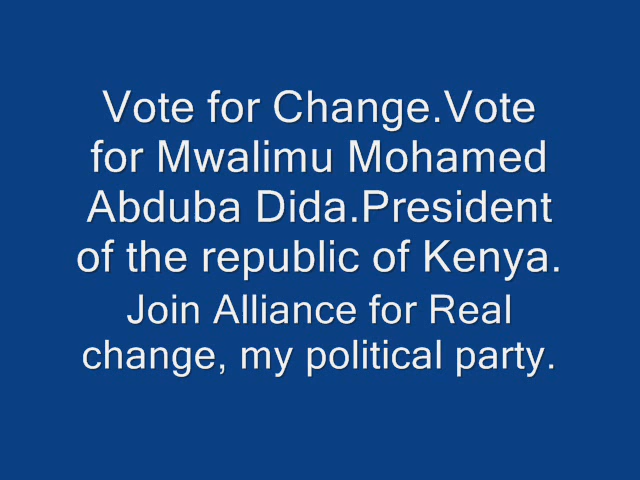 Vote for Change.Vote
for Mwalimu Mohamed
Abduba Dida.President
of the republic of Kenya.
Join Alliance for Real
change, my political party.